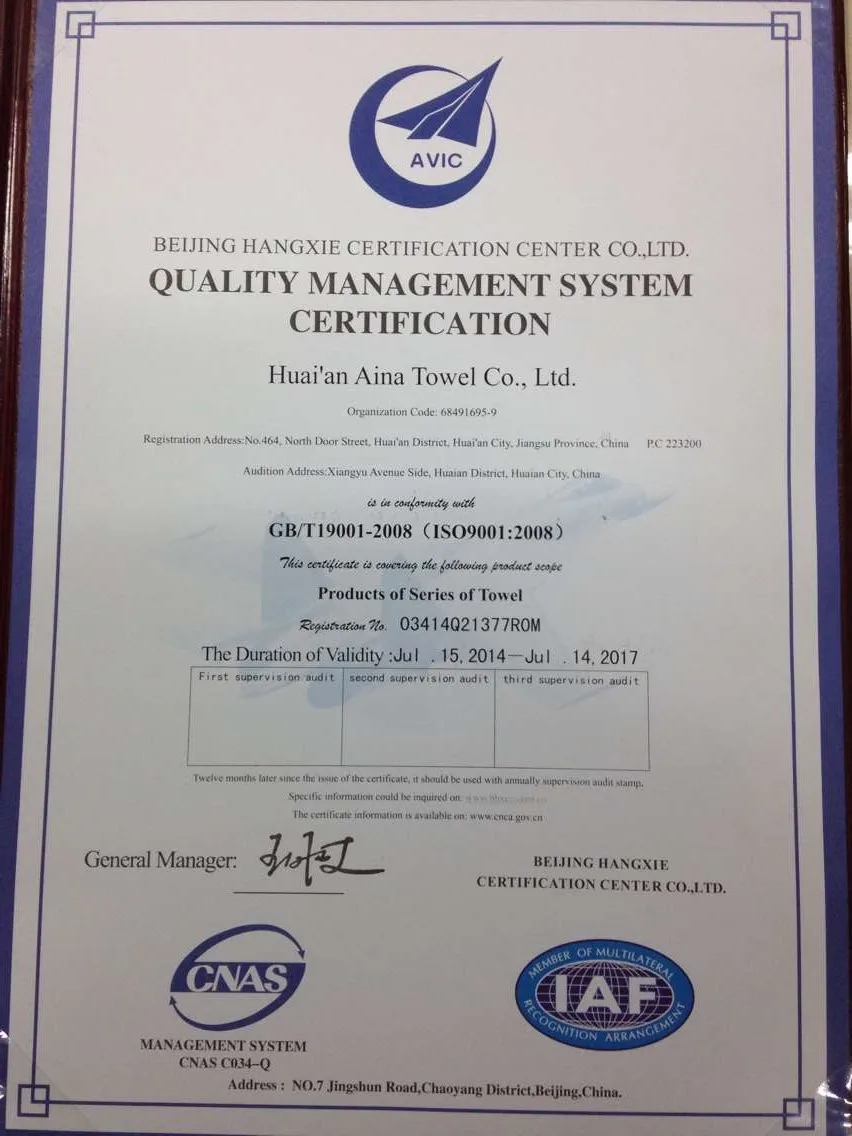 AVIC
BEIJING HANGXIE CERTIFICATION CENTER CO.,LTD.
QUALITY MANAGEMENT SYSTEM
CERTIFICATION
Huai'an Aina Towel Co., Ltd.
Organization Code: 68491695-9
Registration Address:No.464, North Door Street, Huai'an District, Huai'an City, Jiangsu Province, China P.C 223200
Audition Address:Xiangyu Avenue Side, Huaian District, Huaian City, China
is in conformity with
GB/T19001-2008（ISO9001:2008）
This certificate is covering the following product scope
Products of Series of Towel
Registration No. 03414Q21377R0M
The Duration of Validity :Jul . 15, 2014—Jul . 14, 2017
First supervision audit second supervision audit third supervision audit
Twelve months later since the issue of the certificate, it should be used with annually supervision audit stamp.
Specific information could be inquired on:
The certificate information is available on: www.cnca.gov.cn
General Manager:
BEIJING HANGXIE
CERTIFICATION CENTER CO.,LTD.
CNAS
MANAGEMENT SYSTEM
CNAS C034-Q
MEMBER OF MULTILATERAL
IAF
RECOGNITION ARRANGEMENT
Address : NO.7 Jingshun Road,Chaoyang District,Beijing,China.